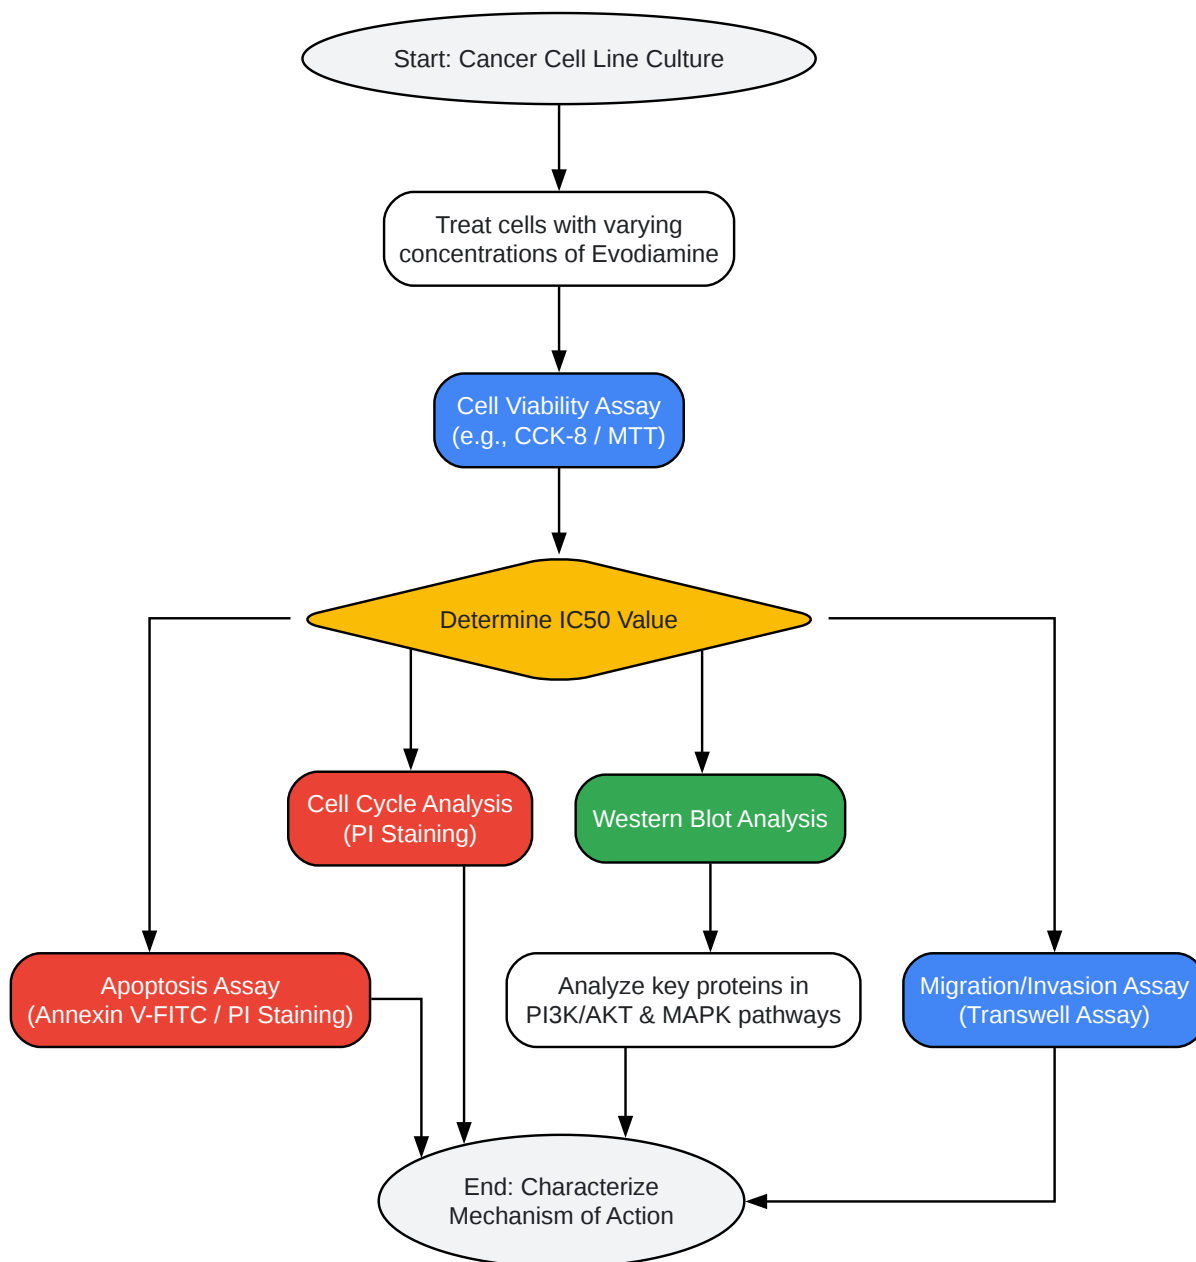 Start: Cancer Cell Line Culture
Treat cells with varying
concentrations of Evodiamine
Cell Viability Assay
(e.g., CCK-8 / MTT)
Determine IC50 Value
Cell Cycle Analysis
(PI Staining)
Western Blot Analysis
Apoptosis Assay
(Annexin V-FITC / PI Staining)
Analyze key proteins in
PI3K/AKT & MAPK pathways
Migration/Invasion Assay
(Transwell Assay)
End: Characterize
Mechanism of Action